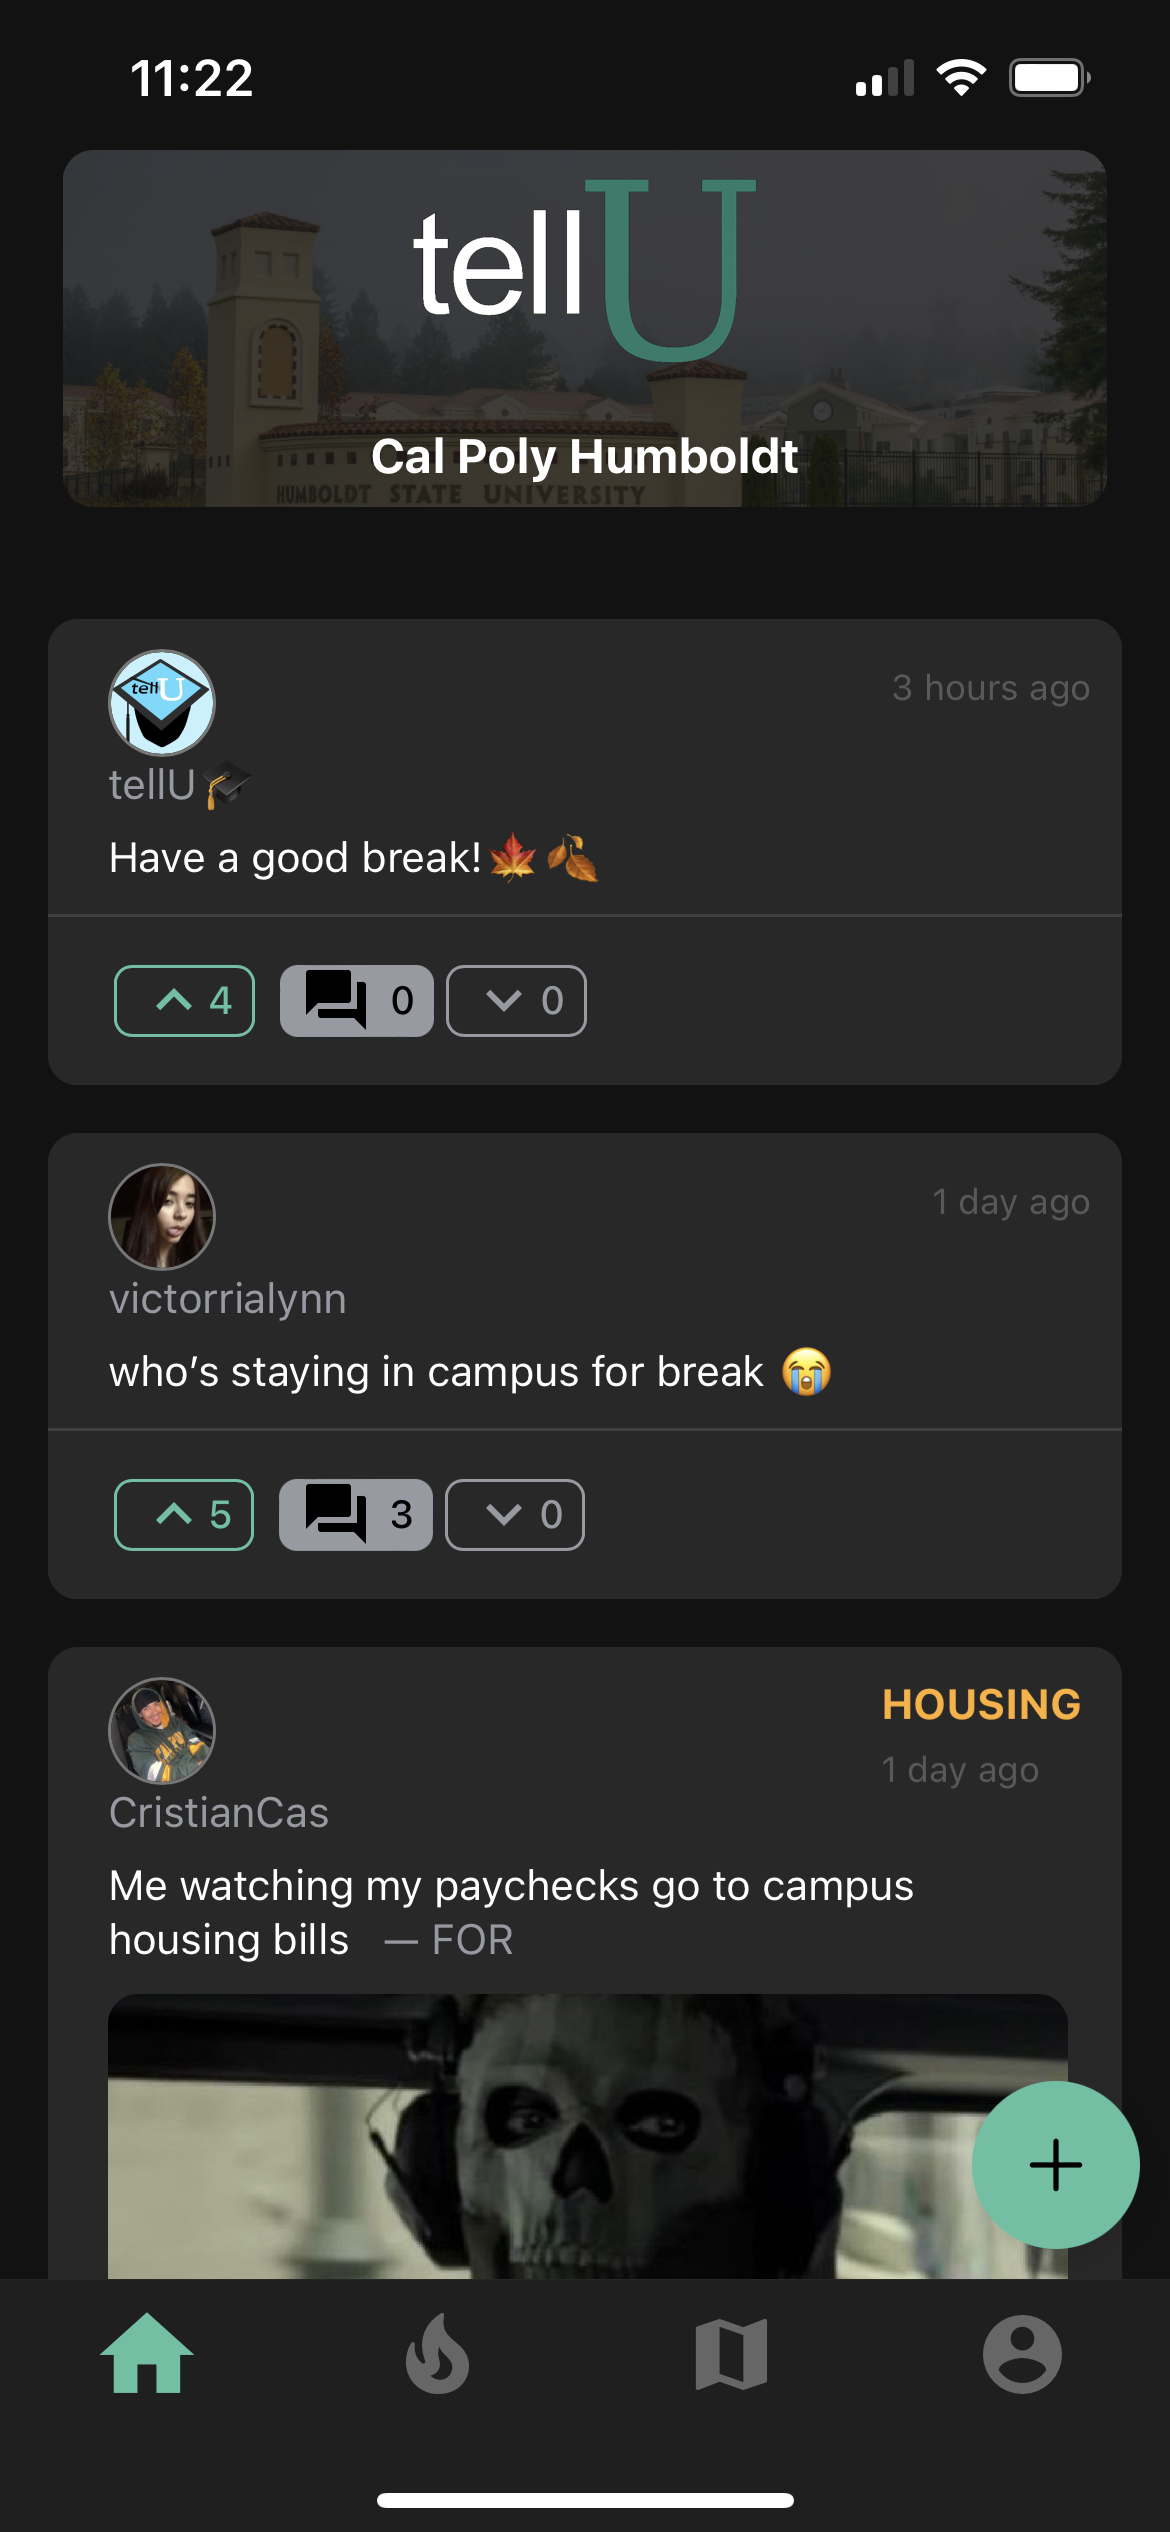 11:22
tellU
Cal Poly Humboldt
HUMBOLDT STATE UNIVERSITY
tellU
3 hours ago
tellU🎓
Have a good break!🍁🍂
4 0 0
1 day ago
victorrialynn
who’s staying in campus for break 😭
5 3 0
HOUSING
1 day ago
CAL POLY
CristianCas
Me watching my paychecks go to campus
housing bills — FOR